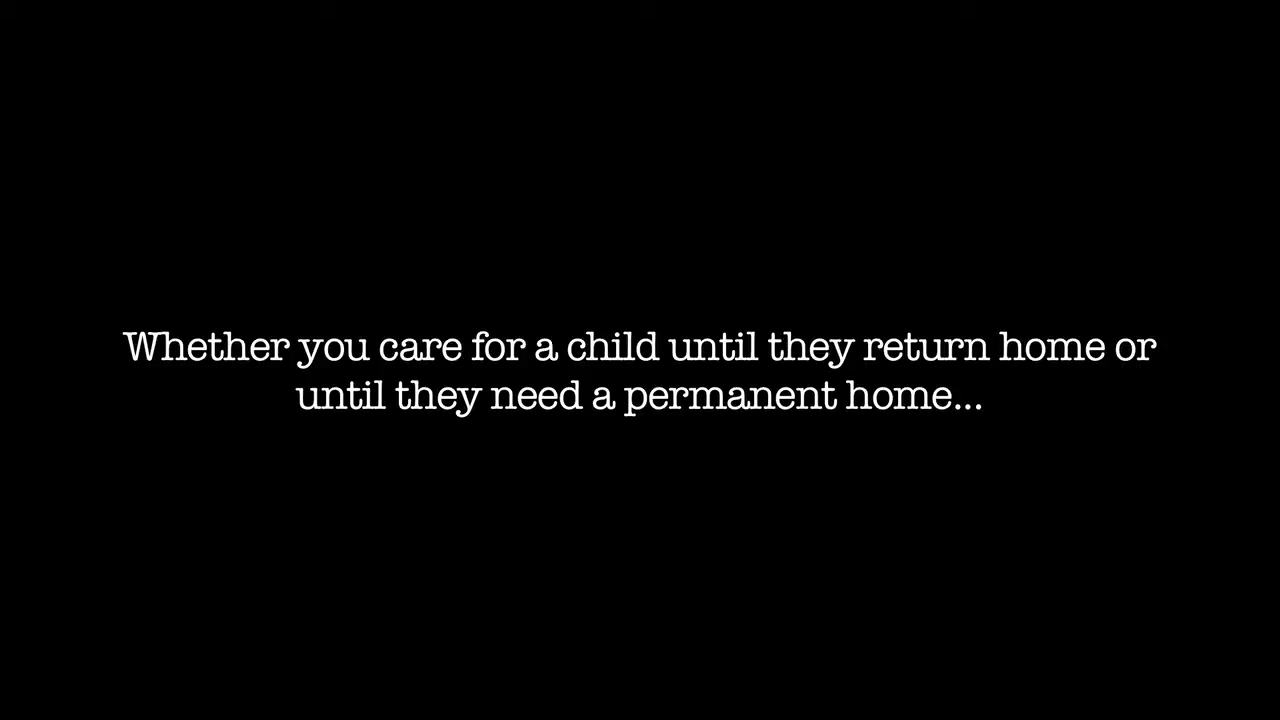 Whether you care for a child until they return home or
until they need a permanent home...